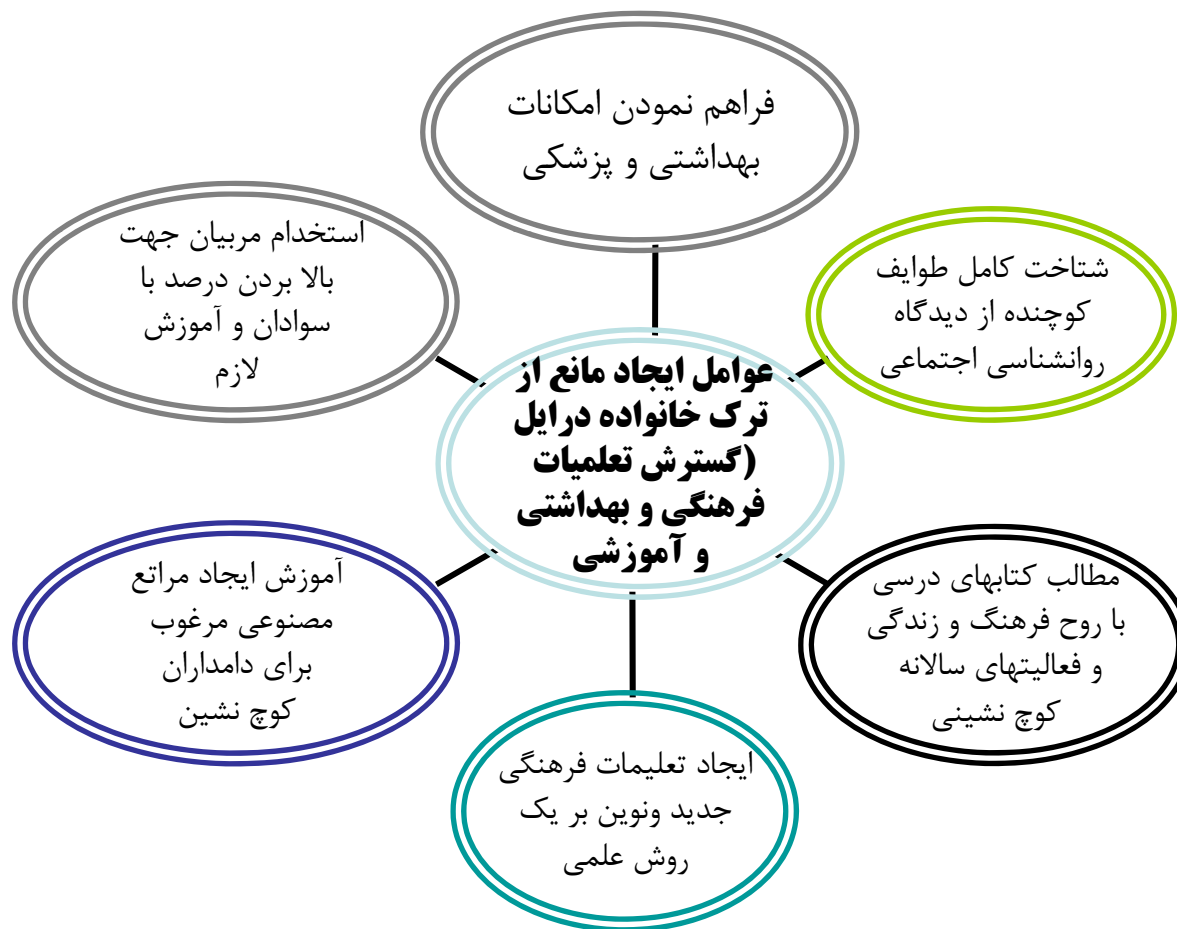 فراهم نمودن امکانات
بهداشتی و پزشکی
شتاخت کامل طوایف
کوچنده از دیدگاه
روانشناسی اجتماعی
استخدام مربیان جهت
بالا بردن درصد با
سوادان و آموزش
لازم
عوامل ایجاد مانع از
ترک خانواده درایل
(گسترش تعلمیات
فرهنگی و بهداشتی
و آموزشی
مطالب کتابهای درسی
با روح فرهنگ و زندگی
و فعالیتهای سالانه
کوچ نشینی
آموزش ایجاد مراتع
مصنوعی مرغوب
برای دامداران
کوچ نشین
ایجاد تعلیمات فرهنگی
جدید ونوین بر یک
روش علمی